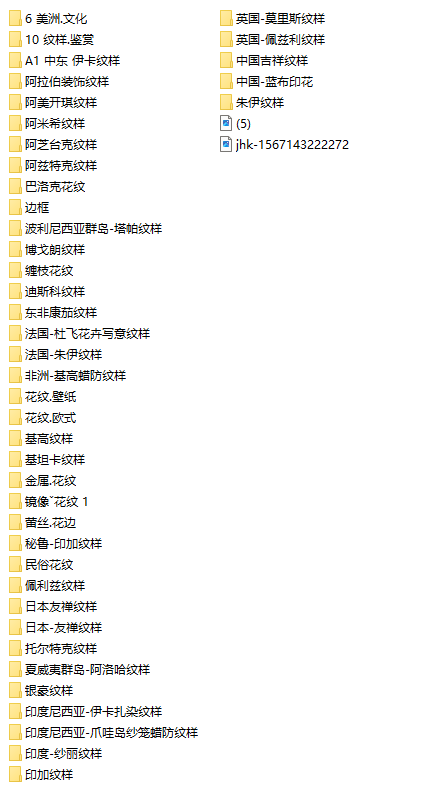 6 美洲.文化
10 纹样.鉴赏
A1 中东 伊卡纹样
阿拉伯装饰纹样
阿美开琪纹样
阿米希纹样
阿芝台克纹样
阿兹特克纹样
巴洛克花纹
边框
波利尼西亚群岛-塔帕纹样
博戈朗纹样
缠枝花纹
迪斯科纹样
东非康茄纹样
法国-杜飞花卉写意纹样
法国-朱伊纹样
非洲-基高蜡防纹样
花纹.壁纸
花纹.欧式
基高纹样
基坦卡纹样
金属.花纹
镜像ˇ花纹 1
蕾丝.花边
秘鲁-印加纹样
民俗花纹
佩利兹纹样
日本友禅纹样
日本-友禅纹样
托尔特克纹样
夏威夷群岛-阿洛哈纹样
银豪纹样
印度尼西亚-伊卡扎染纹样
印度尼西亚-爪哇岛纱笼蜡防纹样
印度-纱丽纹样
印加纹样
英国-莫里斯纹样
英国-佩兹利纹样
中国吉祥纹样
中国-蓝布印花
朱伊纹样
(5)
jhk-1567143222272